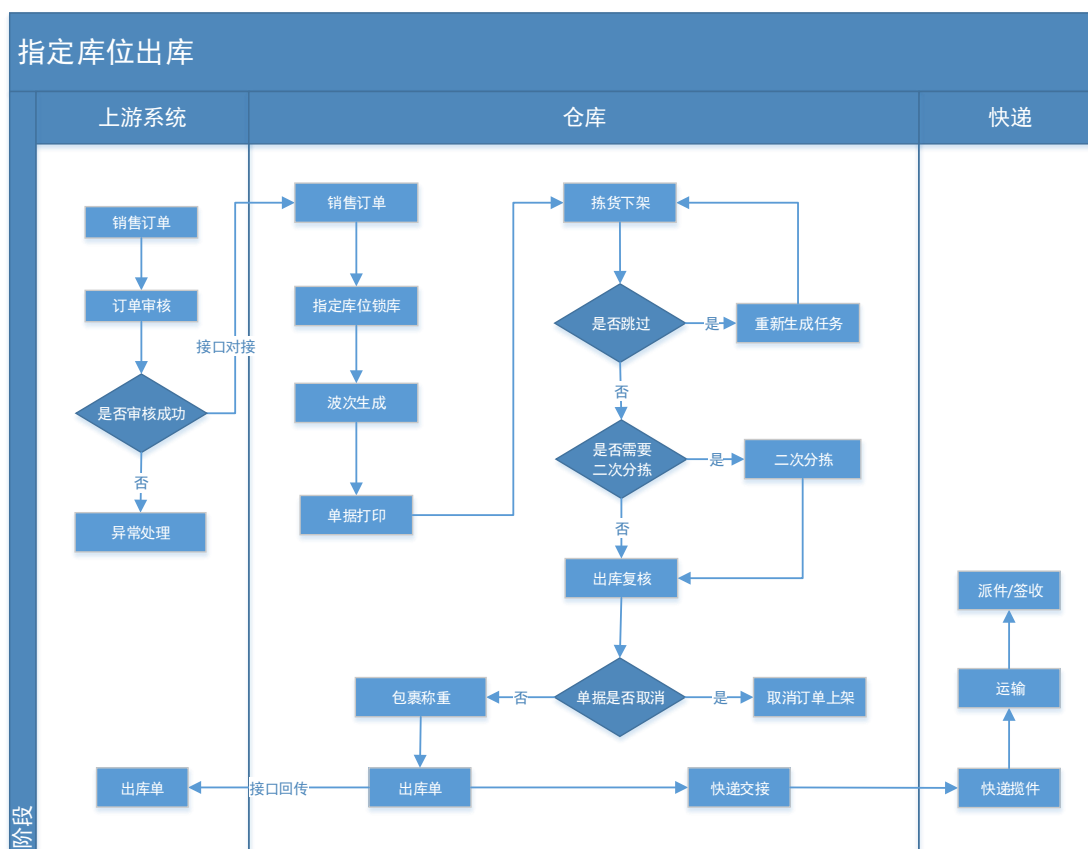 指定库位出库
上游系统
仓库
快递
阶段
销售订单
订单审核
是否审核成功
否
异常处理
接口对接
销售订单
指定库位锁库
波次生成
单据打印
拣货下架
是否跳过
是
重新生成任务
否
是否需要
二次分拣
是
二次分拣
否
出库复核
单据是否取消
是
取消订单上架
否
包裹称重
出库单
接口回传
出库单
快递交接
快递揽件
运输
派件/签收